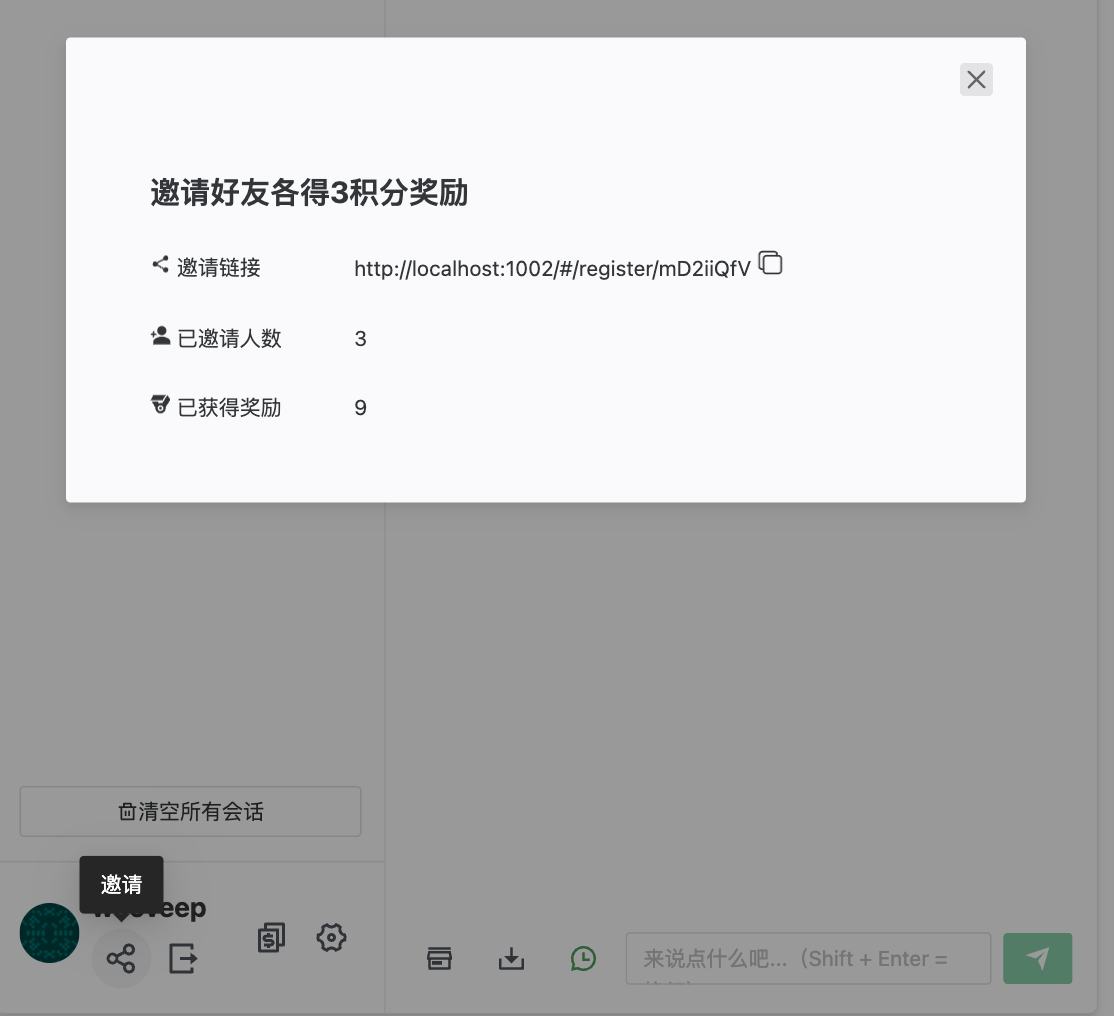 邀请好友各得3积分奖励
邀请链接 http://localhost:1002/#/register/mD2iiQfV
已邀请人数 3
已获得奖励 9
清空所有会话
邀请
来说点什么吧...（Shift + Enter =